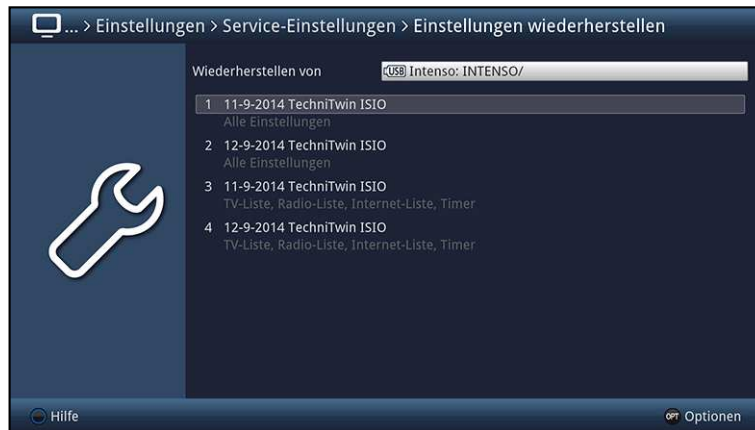 ... > Einstellungen > Service-Einstellungen > Einstellungen wiederherstellen
Wiederherstellen von USB Intenso: INTENSO/
1 11-9-2014 TechniTwin ISIO
Alle Einstellungen
2 12-9-2014 TechniTwin ISIO
Alle Einstellungen
3 11-9-2014 TechniTwin ISIO
TV-Liste, Radio-Liste, Internet-Liste, Timer
4 12-9-2014 TechniTwin ISIO
TV-Liste, Radio-Liste, Internet-Liste, Timer
Hilfe OPT Optionen